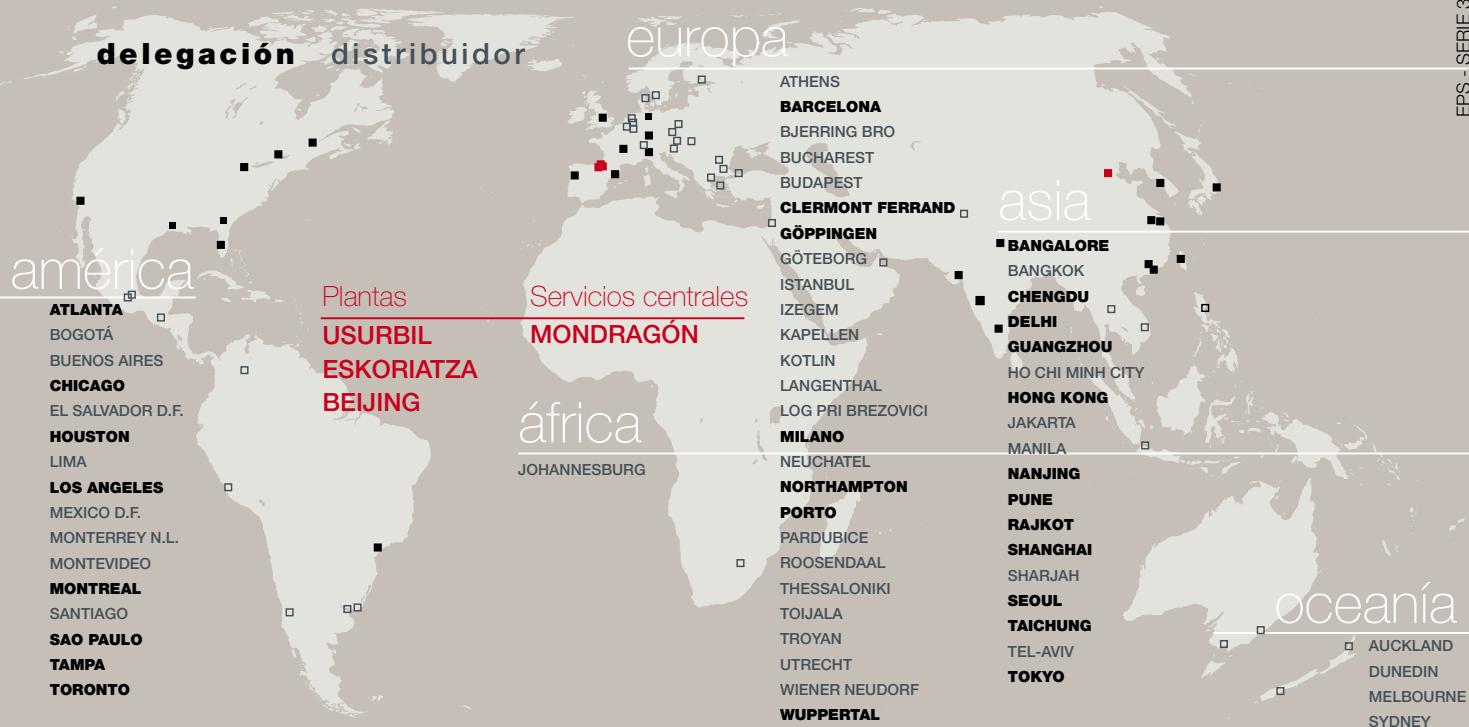 delegación distribuidor
EPS - SERIE 3
américa
ATLANTA
BOGOTÁ
BUENOS AIRES
CHICAGO
EL SALVADOR D.F.
HOUSTON
LIMA
LOS ANGELES
MEXICO D.F.
MONTERREY N.L.
MONTEVIDEO
MONTREAL
SANTIAGO
SAO PAULO
TAMPA
TORONTO
Plantas
USURBIL
ESKORIATZA
BEIJING
Servicios centrales
MONDRAGÓN
áfrica
JOHANNESBURG
europa
ATHENS
BARCELONA
BJERRING BRO
BUCHAREST
BUDAPEST
CLERMONT FERRAND
GÖPPINGEN
GÖTEBORG
ISTANBUL
IZEGEM
KAPELLEN
KOTLIN
LANGENTHAL
LOG PRI BREZOVICI
MILANO
NEUCHATEL
NORTHAMPTON
PORTO
PARDUBICE
ROOSENDAAL
THESSALONIKI
TOIJALA
TROYAN
UTRECHT
WIENER NEUDORF
WUPPERTAL
asia
BANGALORE
BANGKOK
CHENGDU
DELHI
GUANGZHOU
HO CHI MINH CITY
HONG KONG
JAKARTA
MANILA
NANJING
PUNE
RAJKOT
SHANGHAI
SHARJAH
SEOUL
TAICHUNG
TEL-AVIV
TOKYO
oceanía
AUCKLAND
DUNEDIN
MELBOURNE
SYDNEY